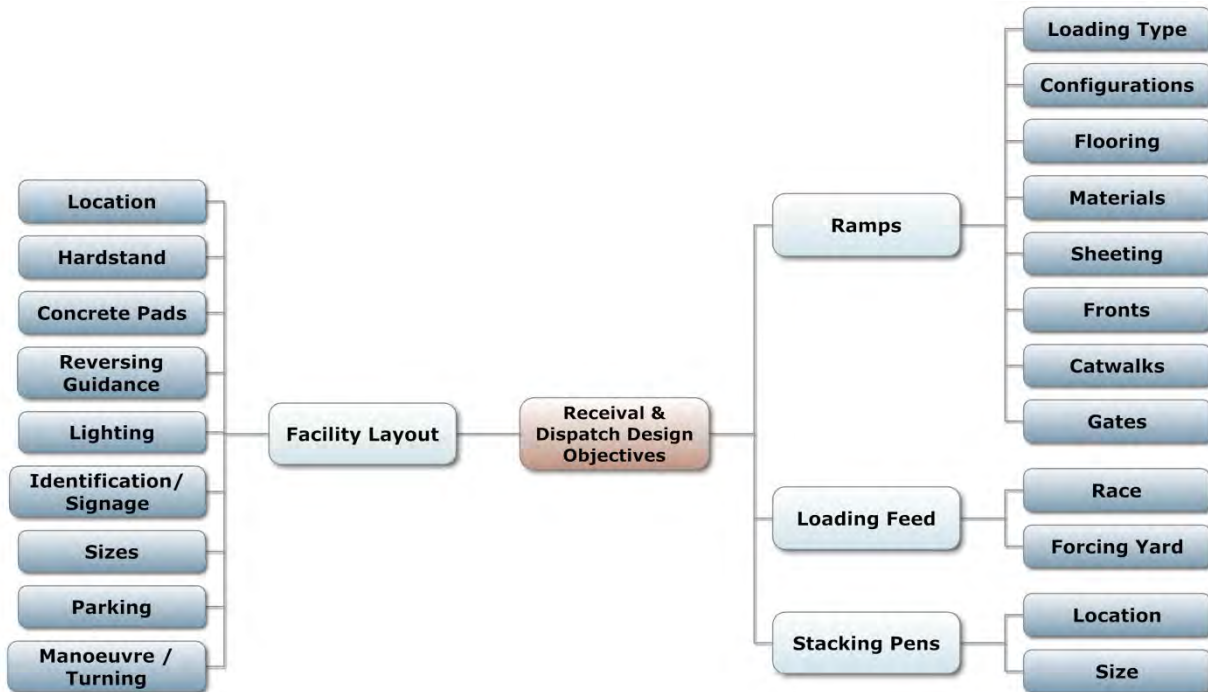 Location
Hardstand
Concrete Pads
Reversing
Guidance
Lighting
Identification/
Signage
Sizes
Parking
Manoeuvre /
Turning
Facility Layout
Receival &
Dispatch Design
Objectives
Ramps
Loading Type
Configurations
Flooring
Materials
Sheeting
Fronts
Catwalks
Gates
Loading Feed
Race
Forcing Yard
Stacking Pens
Location
Size